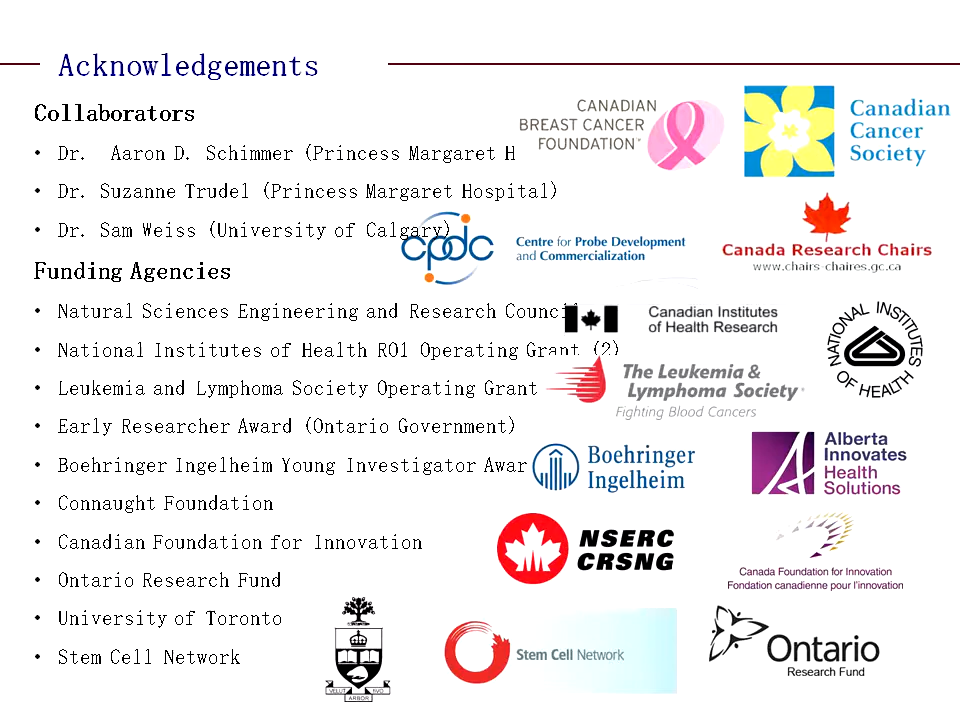 Acknowledgements
Collaborators
• Dr. Aaron D. Schimmer (Princess Margaret H
• Dr. Suzanne Trudel (Princess Margaret Hospital)
• Dr. Sam Weiss (University of Calgary)
Funding Agencies
• Natural Sciences Engineering and Research Council
• National Institutes of Health R01 Operating Grant (2)
• Leukemia and Lymphoma Society Operating Grant
• Early Researcher Award (Ontario Government)
• Boehringer Ingelheim Young Investigator Awar
• Connaught Foundation
• Canadian Foundation for Innovation
• Ontario Research Fund
• University of Toronto
• Stem Cell Network
CANADIAN
BREAST CANCER
FOUNDATION
Canadian
Cancer
Society
cpdc
Centre for Probe Development
and Commercialization
Canada Research Chairs
www.chairs-chaires.gc.ca
Canadian Institutes
of Health Research
NATIONAL INSTITUTES
OF HEALTH
The Leukemia &
Lymphoma Society
Fighting Blood Cancers
Boehringer
Ingelheim
Alberta
Innovates
Health
Solutions
NSERC
CRSNG
Canada Foundation for Innovation
Fondation canadienne pour l'innovation
VELUT ARBOR ÆVO
Stem Cell Network
Ontario
Research Fund